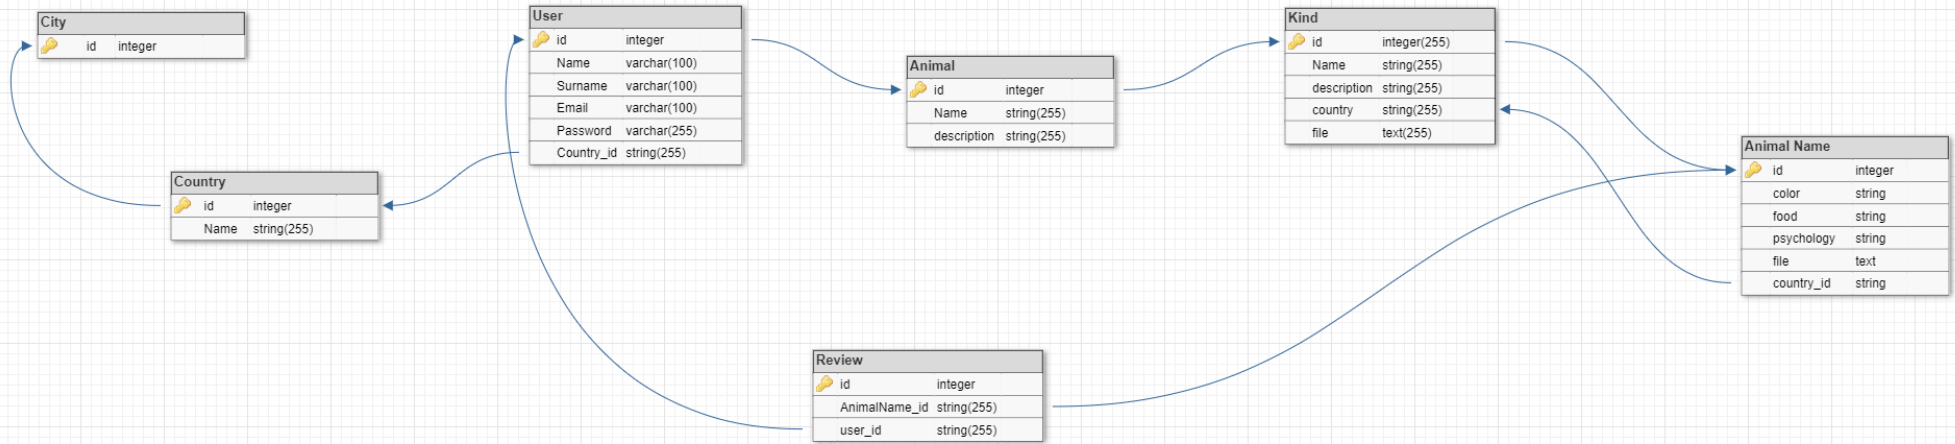 City
id integer
User
id integer
Name varchar(100)
Surname varchar(100)
Email varchar(100)
Password varchar(255)
Country_id string(255)
Animal
id integer
Name string(255)
description string(255)
Kind
id integer(255)
Name string(255)
description string(255)
country string(255)
file text(255)
Animal Name
id integer
color string
food string
psychology string
file text
country_id string
Country
id integer
Name string(255)
Review
id integer
AnimalName_id string(255)
user_id string(255)